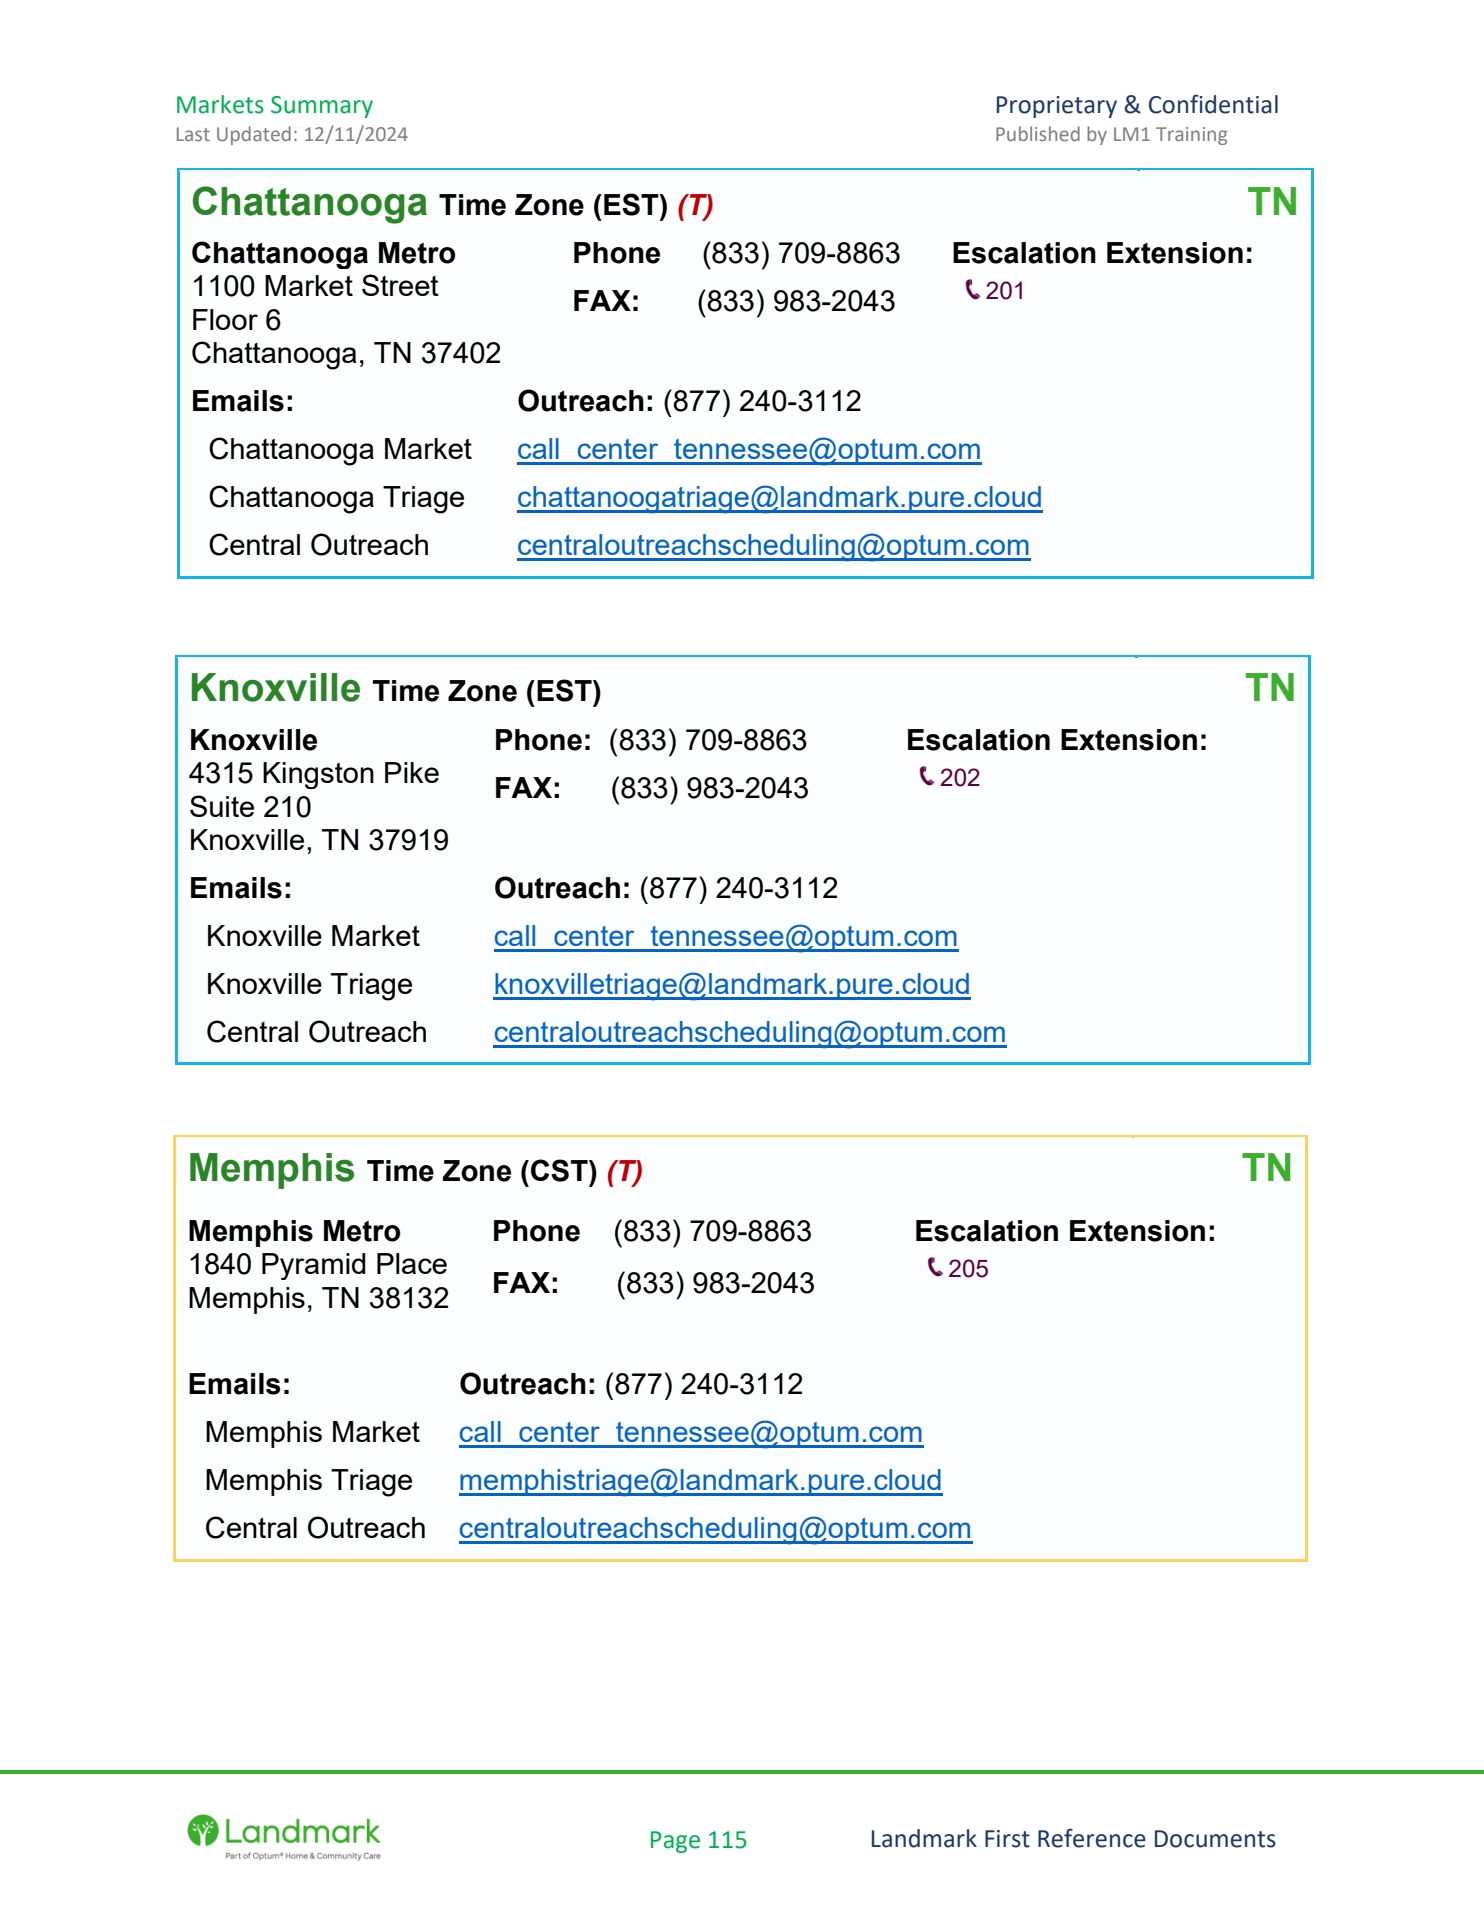 Markets Summary Proprietary & Confidential
Last Updated: 12/11/2024 Published by LM1 Training
Chattanooga Time Zone (EST) (T) TN
Chattanooga Metro Phone (833) 709-8863 Escalation Extension:
1100 Market Street FAX: (833) 983-2043 201
Floor 6
Chattanooga, TN 37402
Emails: Outreach: (877) 240-3112
Chattanooga Market call_center_tennessee@optum.com
Chattanooga Triage chattanoogatriage@landmark.pure.cloud
Central Outreach centraloutreachscheduling@optum.com
Knoxville Time Zone (EST) TN
Knoxville Phone: (833) 709-8863 Escalation Extension:
4315 Kingston Pike FAX: (833) 983-2043 202
Suite 210
Knoxville, TN 37919
Emails: Outreach: (877) 240-3112
Knoxville Market call_center_tennessee@optum.com
Knoxville Triage knoxvilletriage@landmark.pure.cloud
Central Outreach centraloutreachscheduling@optum.com
Memphis Time Zone (CST) (T) TN
Memphis Metro Phone (833) 709-8863 Escalation Extension:
1840 Pyramid Place FAX: (833) 983-2043 205
Memphis, TN 38132
Emails: Outreach: (877) 240-3112
Memphis Market call_center_tennessee@optum.com
Memphis Triage memphistriage@landmark.pure.cloud
Central Outreach centraloutreachscheduling@optum.com
Landmark
Part of Optum® Home & Community Care
Page 115 Landmark First Reference Documents